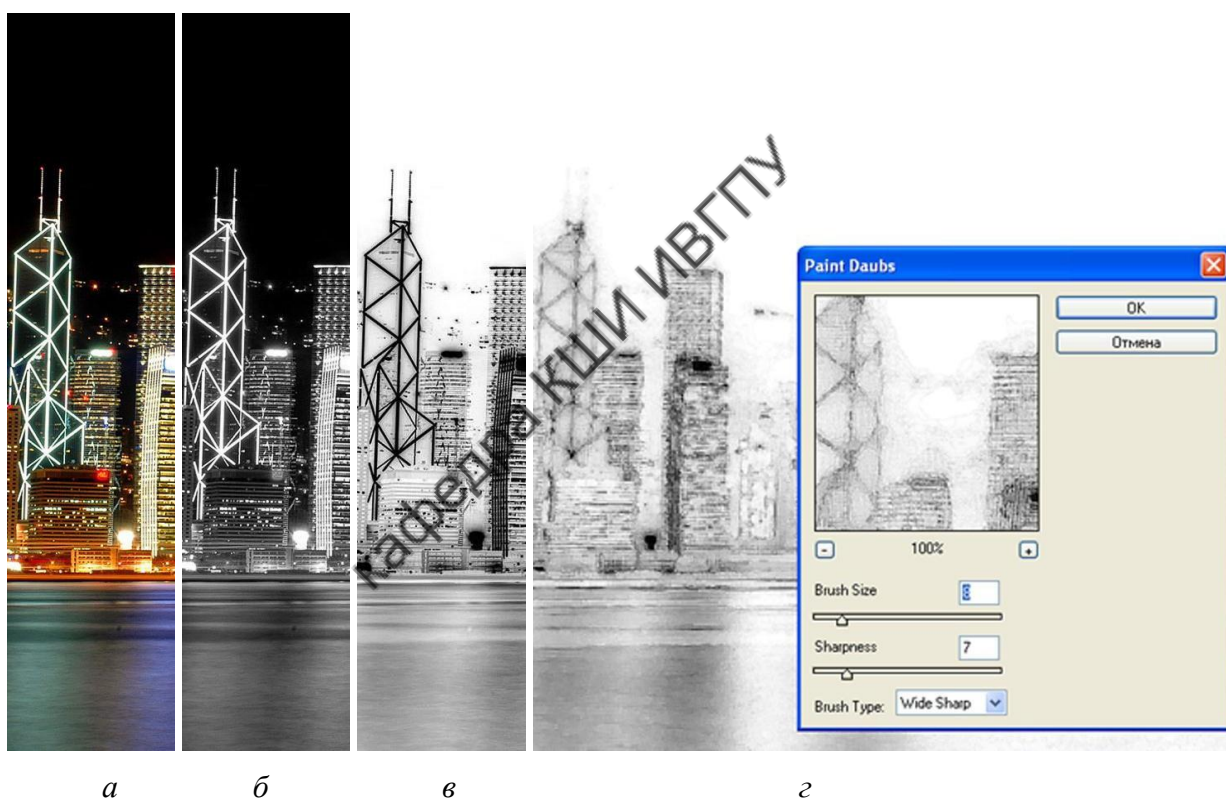 кафедра КШИ ИВГПУ
Paint Daubs
OK
Отмена
100%
Brush Size
8
Sharpness
7
Brush Type: Wide Sharp
а б в г